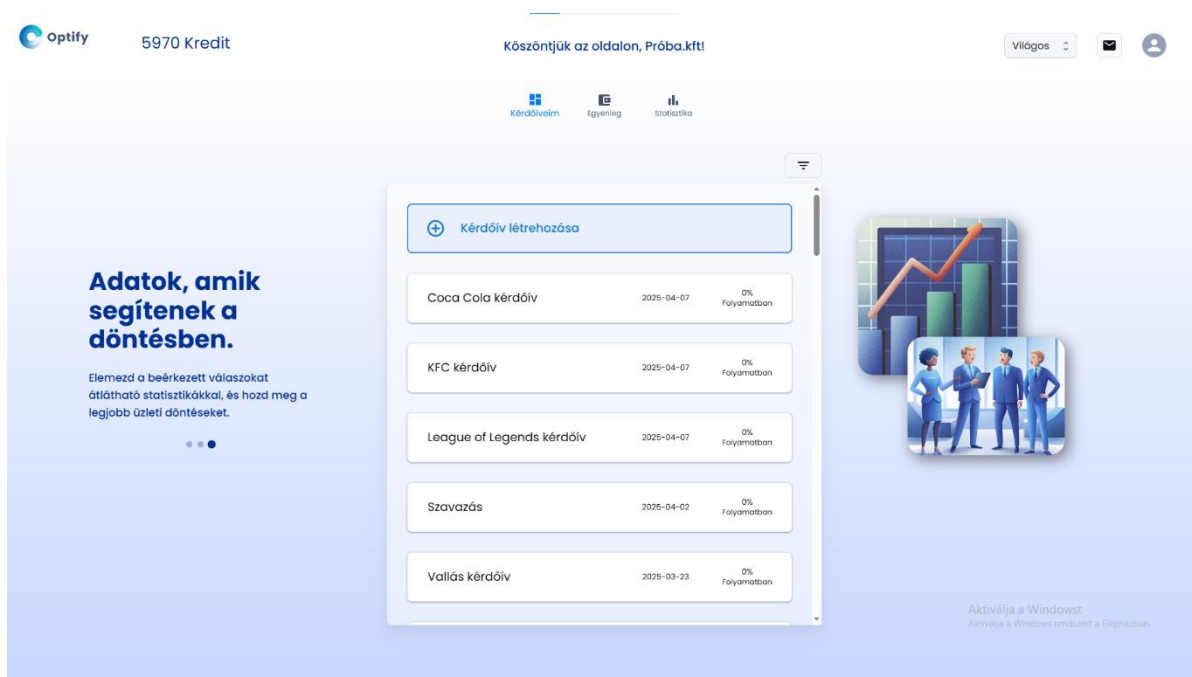 Optify
5970 Kredit
Köszöntjük az oldalon, Próba.kft!
Világos
Kérdőíveim
Egyenleg
Statisztika
Adatok, amik
segítenek a
döntésben.
Elemezd a beérkezett válaszokat
átlátható statisztikákkal, és hozd meg a
legjobb üzleti döntéseket.
Kérdőív létrehozása
Coca Cola kérdőív 2025-04-07 0%
Folyamatban
KFC kérdőív 2025-04-07 0%
Folyamatban
League of Legends kérdőív 2025-04-07 0%
Folyamatban
Szavazás 2025-04-02 0%
Folyamatban
Vallás kérdőív 2025-03-23 0%
Folyamatban
Aktiválja a Windowst
Aktiválja a Windows rendszert a Gépházban.